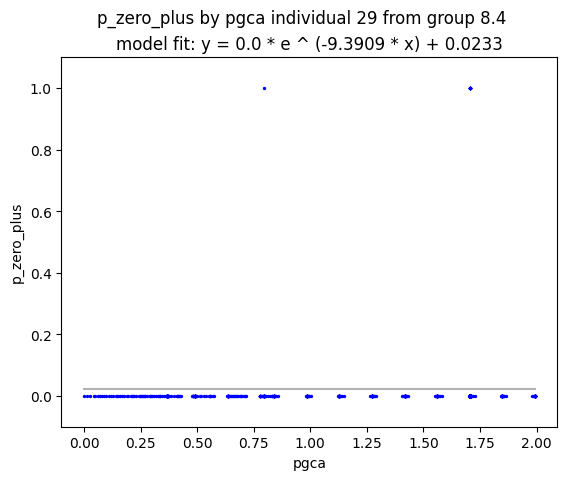 p_zero_plus by pgca individual 29 from group 8.4
model fit: y = 0.0 * e ^ (-9.3909 * x) + 0.0233
1.0
0.8
0.6
0.4
0.2
0.0
p_zero_plus
0.00 0.25 0.50 0.75 1.00 1.25 1.50 1.75 2.00
pgca